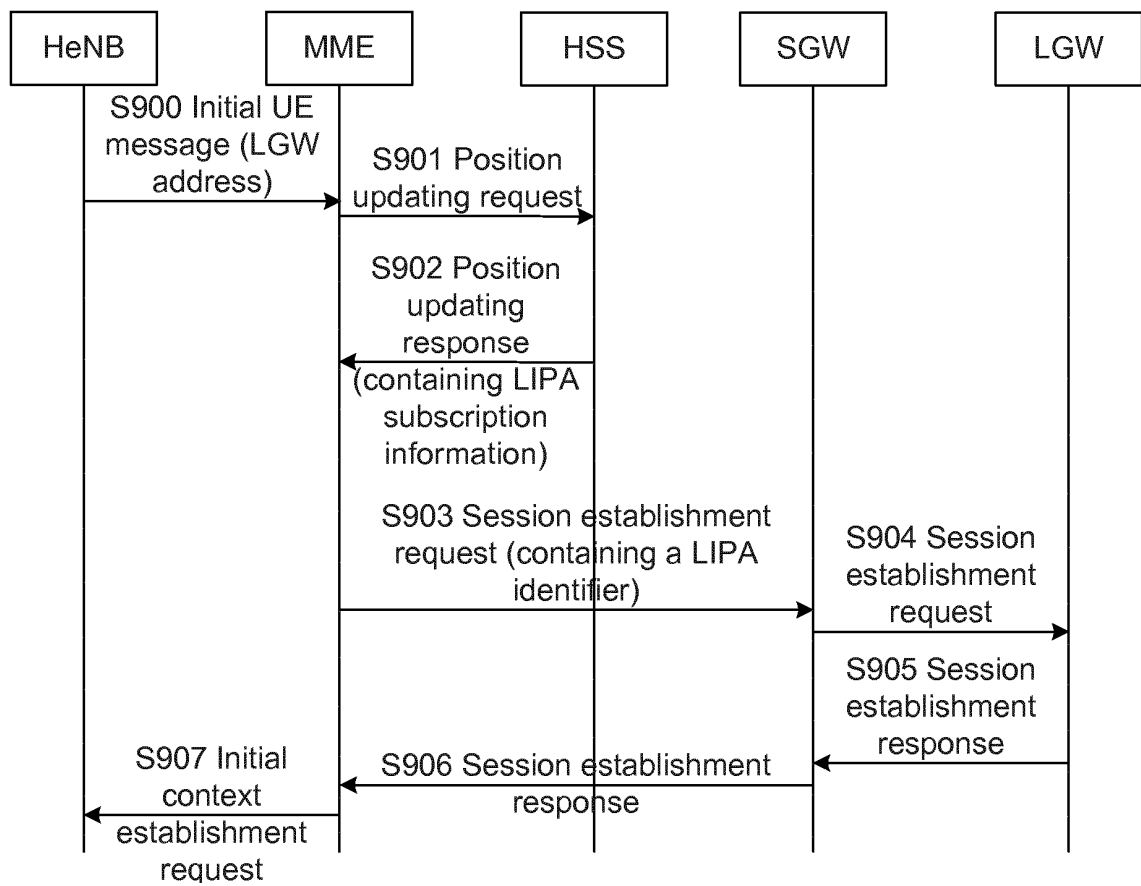 HeNB
MME
HSS
SGW
LGW
S900 Initial UE
message (LGW
address)
S901 Position
updating request
S902 Position
updating
response
(containing LIPA
subscription
information)
S903 Session establishment
request (containing a LIPA
identifier)
S904 Session
establishment
request
S905 Session
establishment
response
S906 Session establishment
response
S907 Initial
context
establishment
request